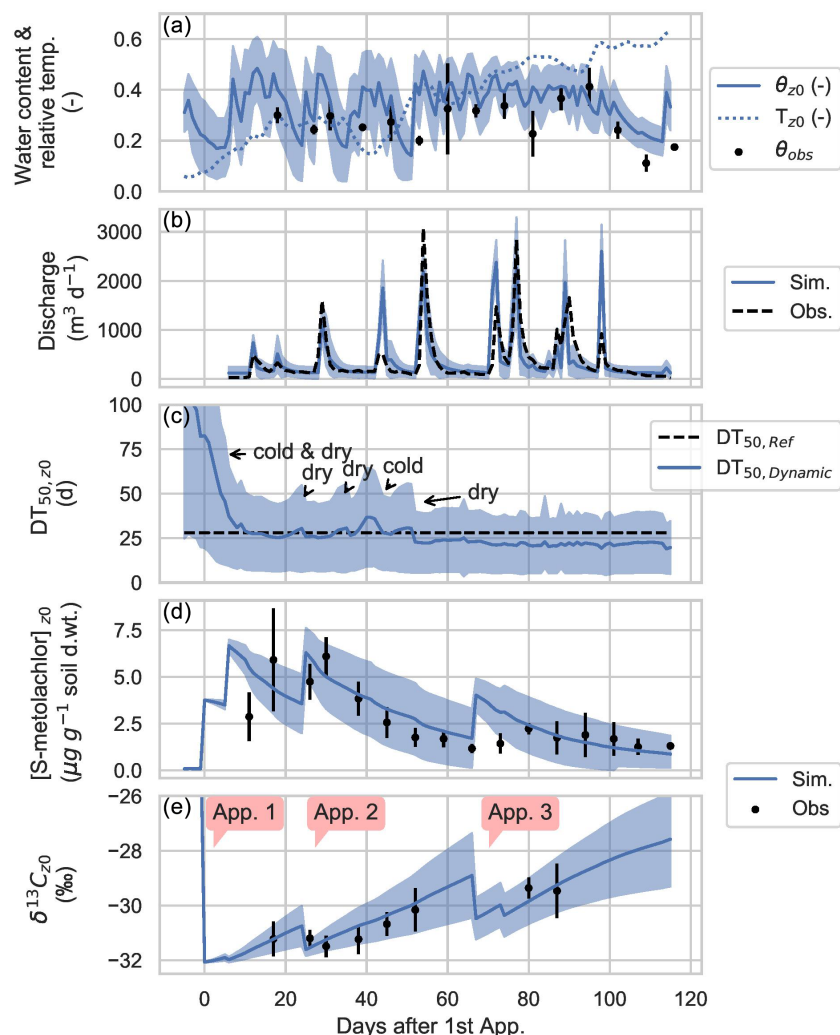 (a)
Water content &
relative temp.
(-)
0.6
0.4
0.2
0.0
θz0 (-)
Tz0 (-)
θobs
(b)
Discharge
(m³ d⁻¹)
3000
2000
1000
0
Sim.
Obs.
(c)
DT50, z0
(d)
100
75
50
25
0
cold & dry
dry
dry
cold
dry
DT50, Ref
DT50, Dynamic
(d)
[S-metolachlor] z0
(μg g⁻¹ soil d.wt.)
7.5
5.0
2.5
0.0
Sim.
Obs
(e)
δ¹³Cz0
(‰)
−26
−28
−30
−32
App. 1
App. 2
App. 3
0
20
40
60
80
100
120
Days after 1st App.